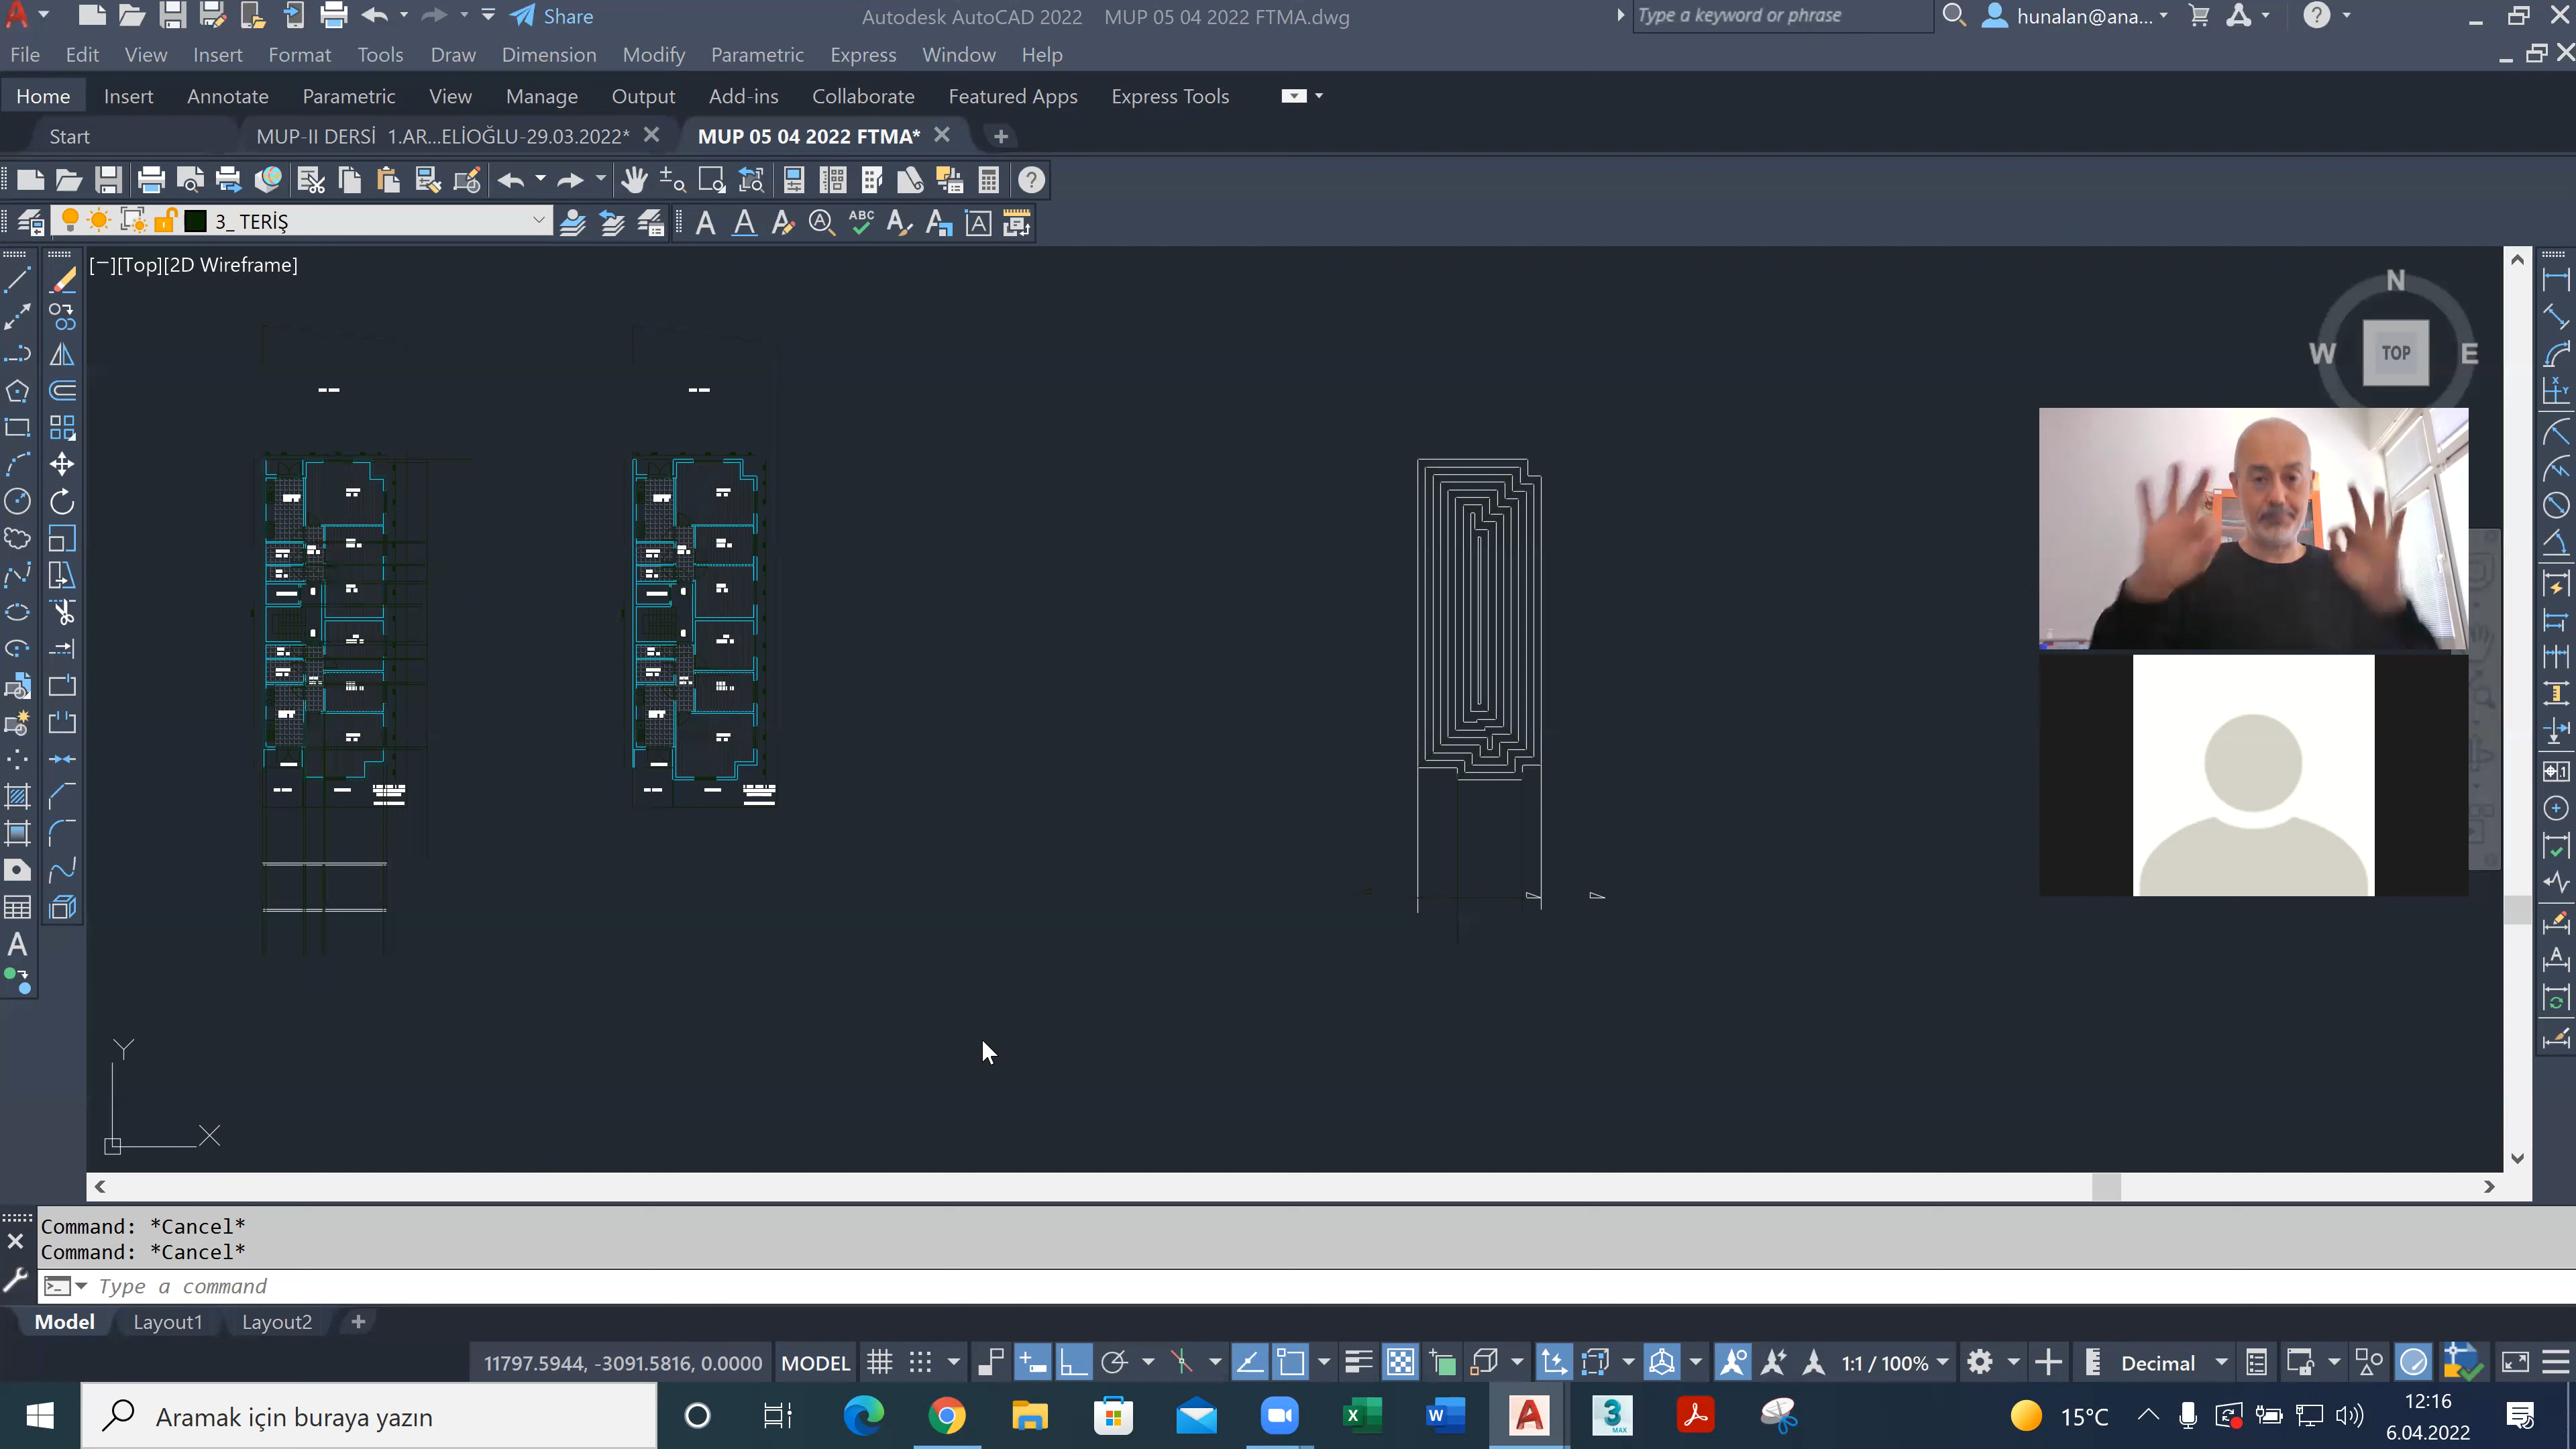 Share Autodesk AutoCAD 2022 MUP 05 04 2022 FTMA.dwg Type a keyword or phrase hunalan@ana...
File Edit View Insert Format Tools Draw Dimension Modify Parametric Express Window Help
Home Insert Annotate Parametric View Manage Output Add-ins Collaborate Featured Apps Express Tools
Start MUP-II DERSİ 1.AR...ELİOĞLU-29.03.2022* MUP 05 04 2022 FTMA*
3_ TERİŞ
ABC
[−][Top][2D Wireframe]
N
W TOP E
Y
X
Command: *Cancel*
Command: *Cancel*
Type a command
Model Layout1 Layout2
11797.5944, -3091.5816, 0.0000 MODEL 1:1 / 100% Decimal
Aramak için buraya yazın 15°C 12:16
6.04.2022